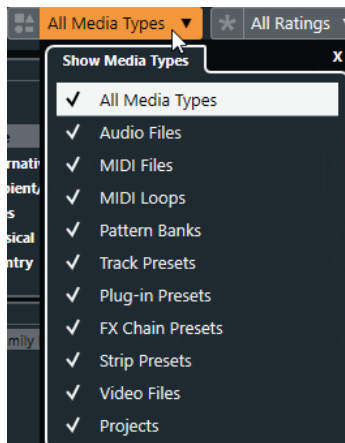 All Media Types ▼ All Ratings
Show Media Types X
✓ All Media Types
✓ Audio Files
✓ MIDI Files
✓ MIDI Loops
✓ Pattern Banks
✓ Track Presets
✓ Plug-in Presets
✓ FX Chain Presets
✓ Strip Presets
✓ Video Files
✓ Projects